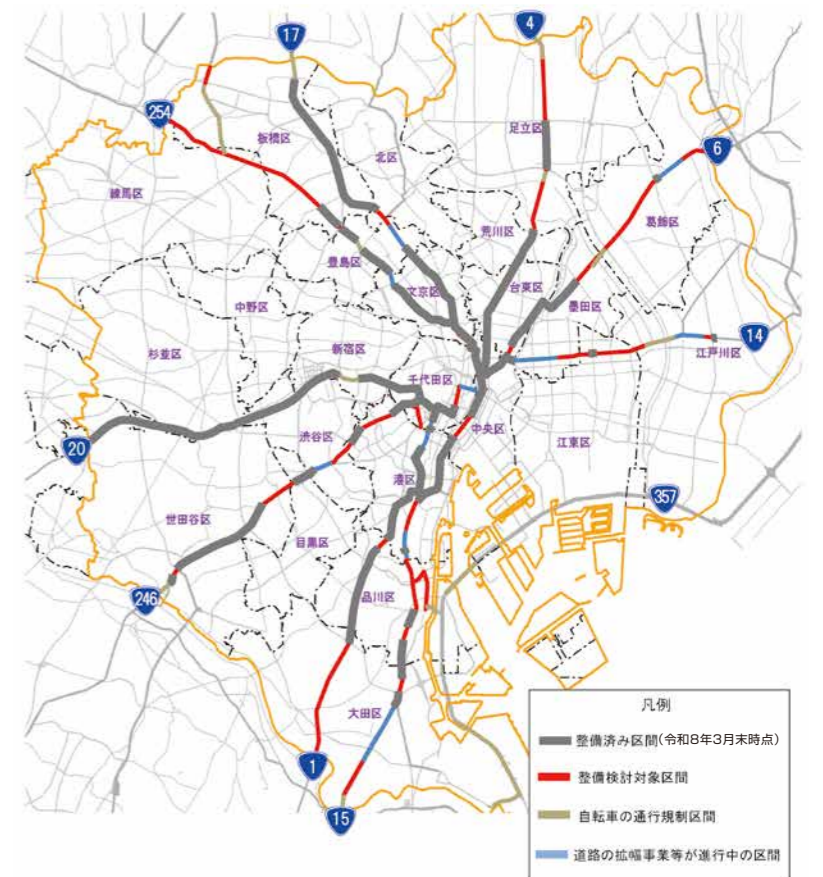 17
4
254
板橋区
足立区
6
北区
練馬区
荒川区
葛飾区
豊島区
文京区
台東区
墨田区
中野区
14
新宿区
江戸川区
杉並区
千代田区
20
渋谷区
中央区
江東区
港区
357
世田谷区
目黒区
246
品川区
大田区
1
15
凡例
整備済み区間(令和8年3月末時点)
整備検討対象区間
自転車の通行規制区間
道路の拡幅事業等が進行中の区間